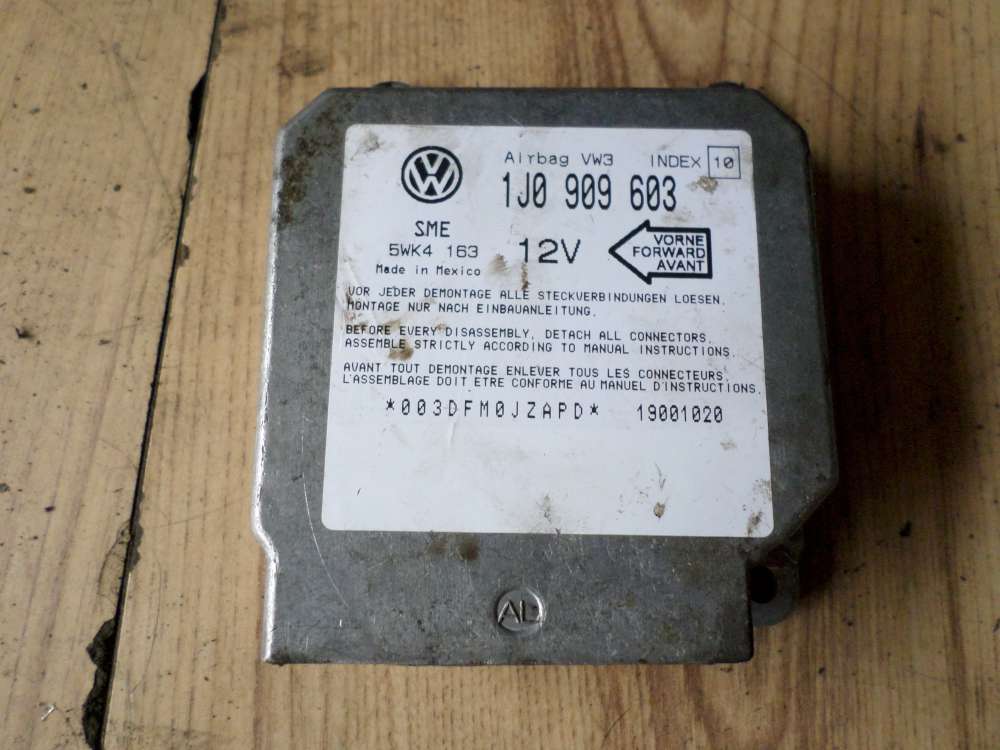 Airbag VW3 INDEX 10
1J0 909 603
SME
5WK4 163
12V
Made in Mexico
VORNE
FORWARD
AVANT
VOR JEDER DEMONTAGE ALLE STECKVERBINDUNGEN LOESEN.
MONTAGE NUR NACH EINBAUANLEITUNG.
BEFORE EVERY DISASSEMBLY, DETACH ALL CONNECTORS.
ASSEMBLE STRICTLY ACCORDING TO MANUAL INSTRUCTIONS.
AVANT TOUT DEMONTAGE ENLEVER TOUS LES CONNECTEURS.
L'ASSEMBLAGE DOIT ETRE CONFORME AU MANUEL D'INSTRUCTIONS.
*003DFM0JZAPD* 19001020
AL